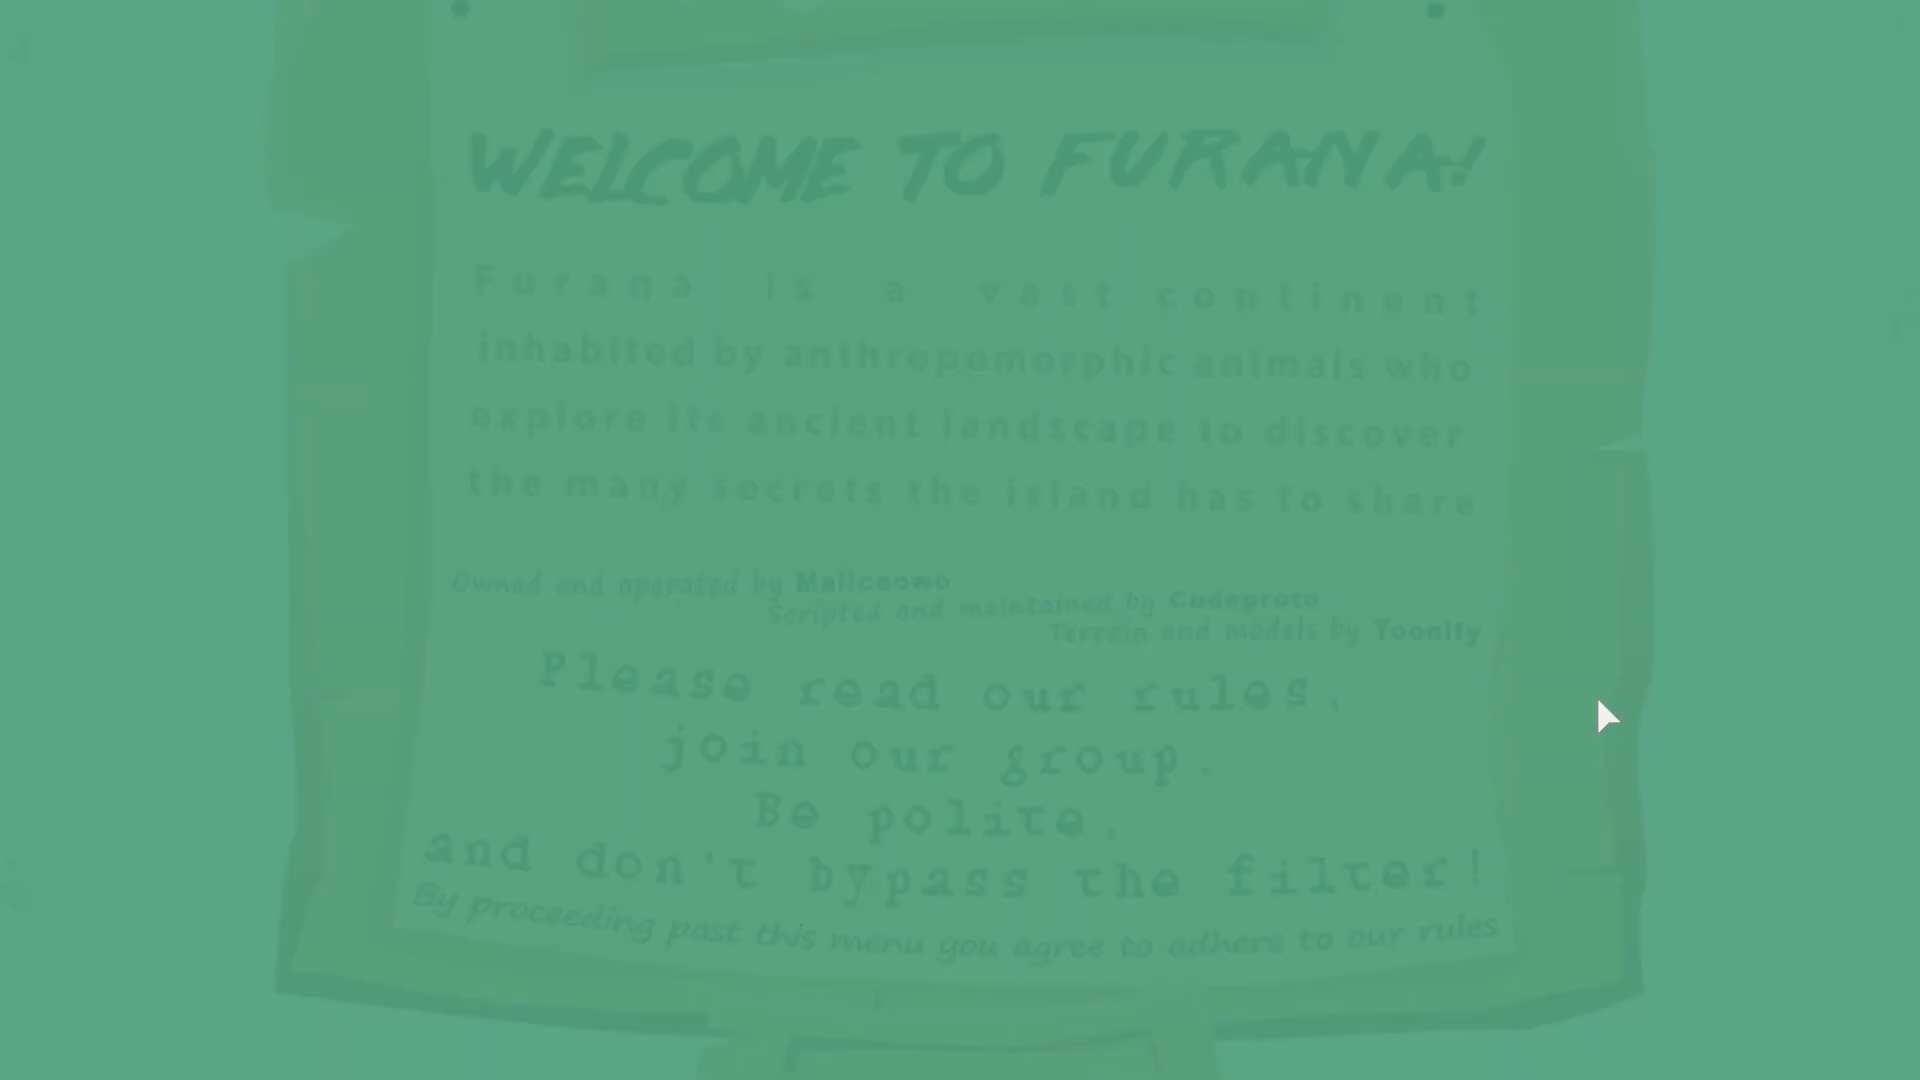 WELCOME TO FURANA!
Furana is a vast continent
inhabited by anthropomorphic animals who
explore its ancient landscape to discover
the many secrets the island has to share
Owned and operated by Maliceowo
Scripted and maintained by Codeproto
Terrain and models by Toonlfy
Please read our rules,
join our group.
Be polite,
and don't bypass the filter!
By proceeding past this menu you agree to adhere to our rules